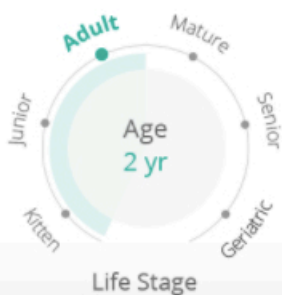 Adult
Mature
Junior
Senior
Age
2 yr
Kitten
Geriatric
Life Stage